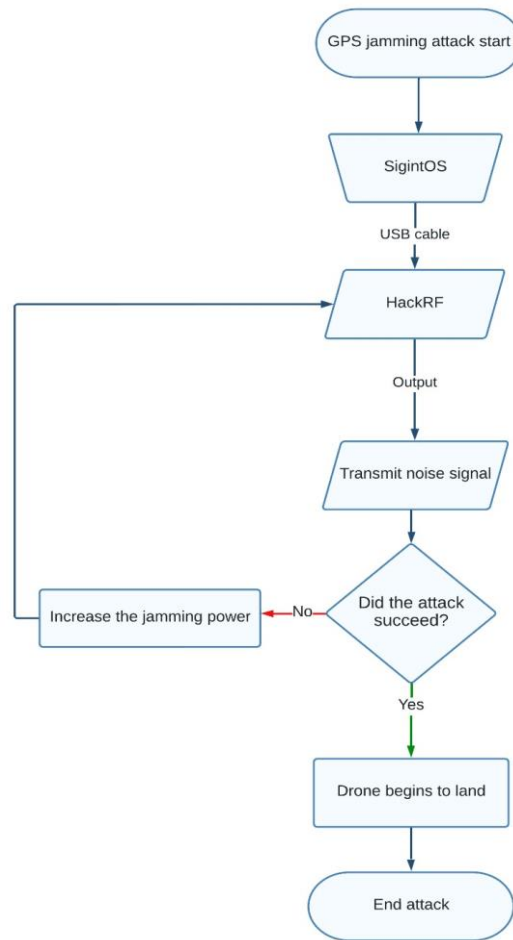 GPS jamming attack start
SigintOS
USB cable
HackRF
Output
Transmit noise signal
Did the attack
succeed?
No
Increase the jamming power
Yes
Drone begins to land
End attack